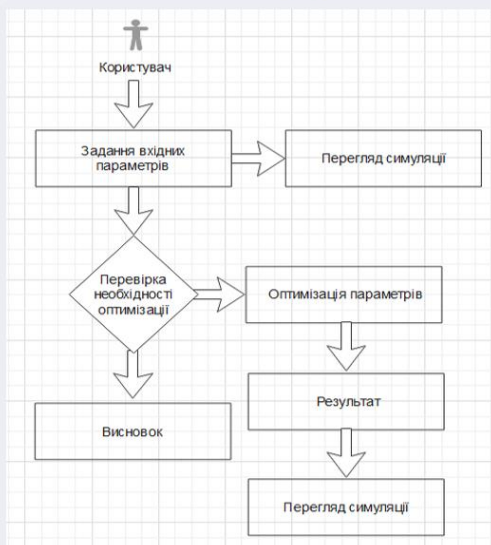 Користувач
Задання вхідних
параметрів
Перегляд симуляції
Перевірка
необхідності
оптимізації
Оптимізація параметрів
Результат
Висновок
Перегляд симуляції